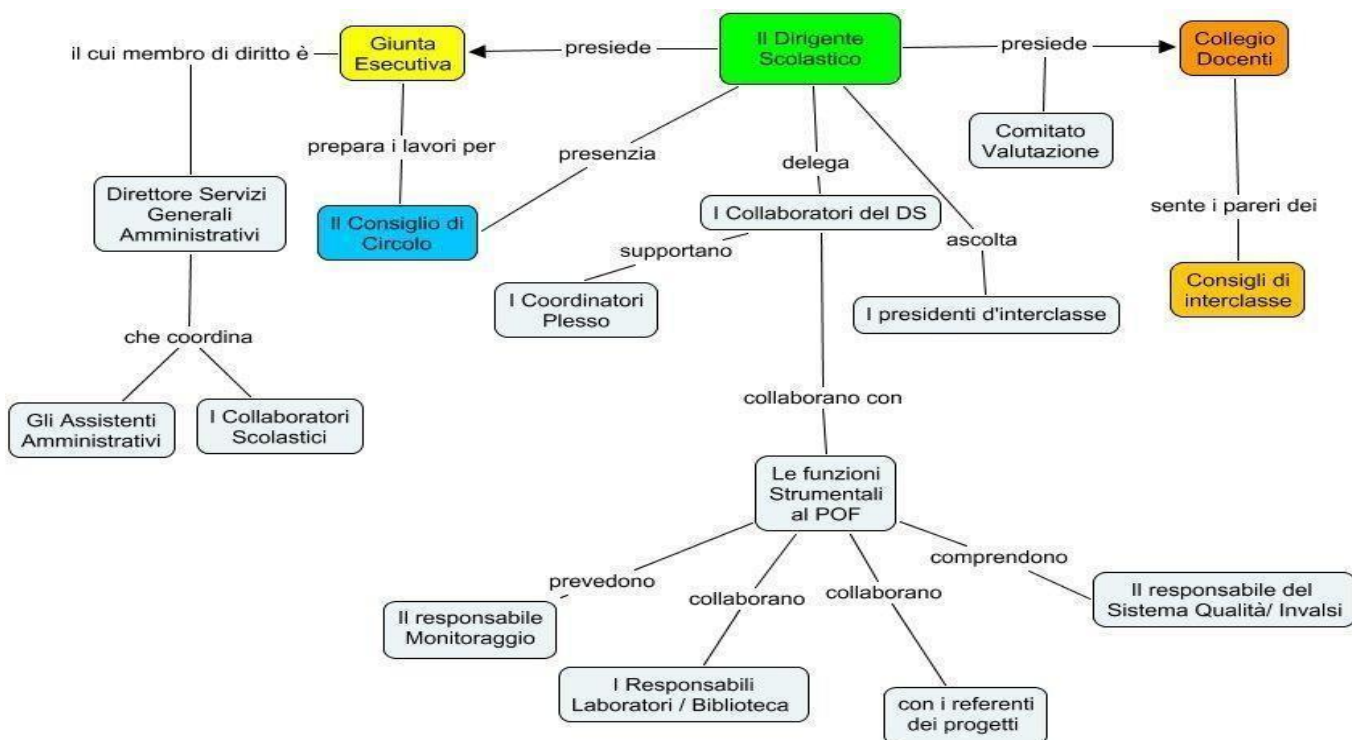 il cui membro di diritto è
Giunta
Esecutiva
presiede
Il Dirigente
Scolastico
presiede
Collegio
Docenti
Comitato
Valutazione
prepara i lavori per
presenzia
delega
Direttore Servizi
Generali
Amministrativi
Il Consiglio di
Circolo
I Collaboratori del DS
sente i pareri dei
supportano
ascolta
I Coordinatori
Plesso
I presidenti d'interclasse
Consigli di
interclasse
che coordina
Gli Assistenti
Amministrativi
I Collaboratori
Scolastici
collaborano con
Le funzioni
Strumentali
al POF
prevedono
collaborano
collaborano
comprendono
Il responsabile
Monitoraggio
I Responsabili
Laboratori / Biblioteca
con i referenti
dei progetti
Il responsabile del
Sistema Qualità/ Invalsi